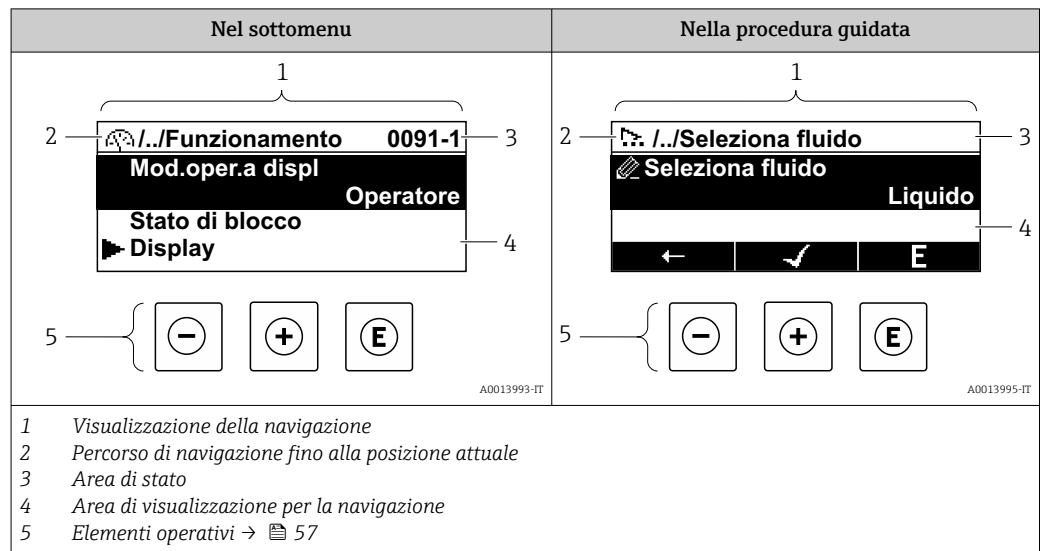 Nel sottomenu
Nella procedura guidata
1
2
/../Funzionamento 0091-1
3
Mod.oper.a displ
Operatore
Stato di blocco
Display
4
5
- + E
A0013993-IT
1
2
/../Seleziona fluido
3
Seleziona fluido
Liquido
4
← ✓ E
5
- + E
A0013995-IT
1 Visualizzazione della navigazione
2 Percorso di navigazione fino alla posizione attuale
3 Area di stato
4 Area di visualizzazione per la navigazione
5 Elementi operativi → 57